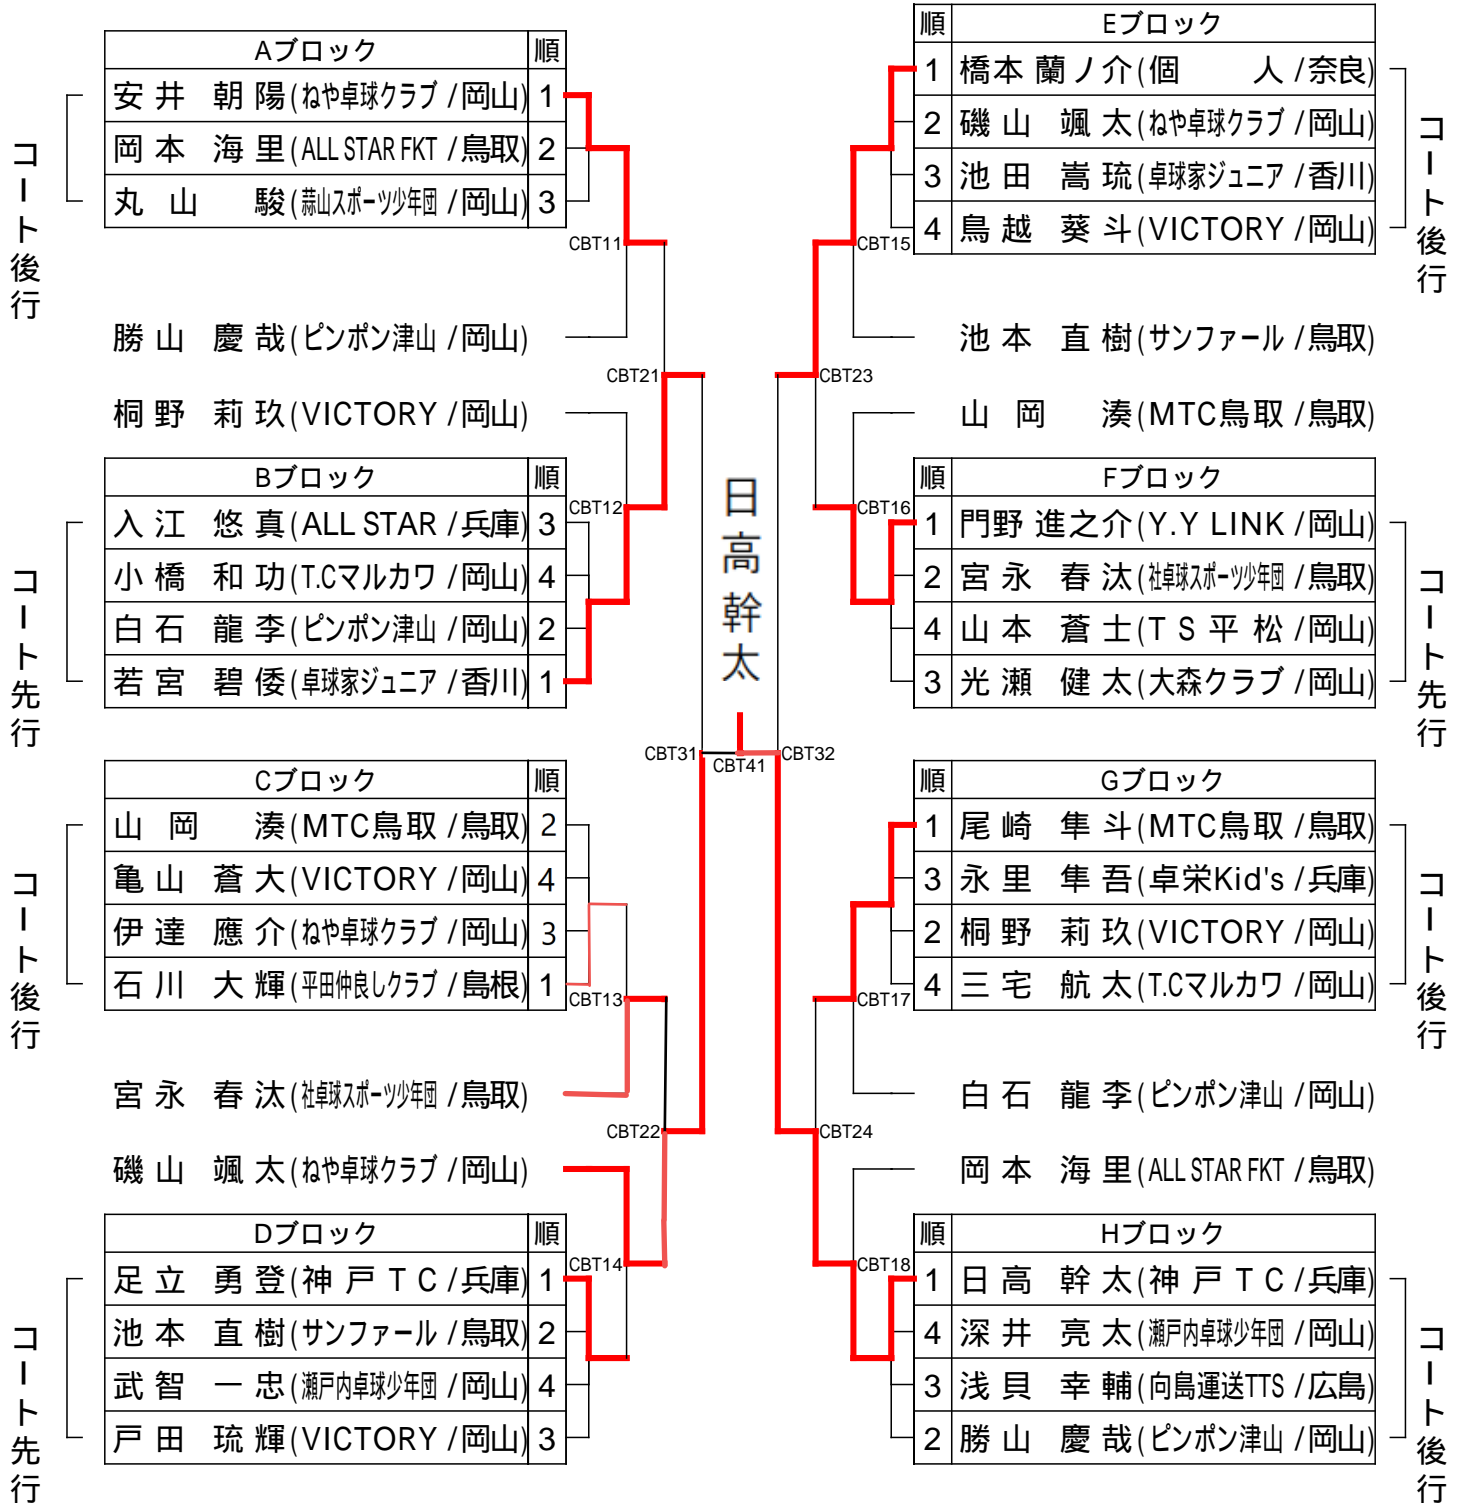 Aブロック 順
安井 朝陽(ねや卓球クラブ/岡山) 1
岡本 海里(ALL STAR FKT/鳥取) 2
丸山 駿(蒜山スポーツ少年団/岡山) 3
コート後行
CBT11
勝山 慶哉(ピンポン津山/岡山)
CBT21
桐野 莉玖(VICTORY/岡山)
Bブロック 順
CBT12
入江 悠真(ALL STAR/兵庫) 3
小橋 和功(T.Cマルカワ/岡山) 4
白石 龍李(ピンポン津山/岡山) 2
若宮 碧倭(卓球家ジュニア/香川) 1
コート先行
CBT31
Cブロック 順
山岡 湊(MTC鳥取/鳥取) 2
亀山 蒼大(VICTORY/岡山) 4
伊達 應介(ねや卓球クラブ/岡山) 3
石川 大輝(平田仲良しクラブ/島根) 1
コート後行
CBT13
宮永 春汰(社卓球スポーツ少年団/鳥取)
CBT22
磯山 颯太(ねや卓球クラブ/岡山)
Dブロック 順
CBT14
足立 勇登(神戸TC/兵庫) 1
池本 直樹(サンファール/鳥取) 2
武智 一忠(瀬戸内卓球少年団/岡山) 4
戸田 琉輝(VICTORY/岡山) 3
コート先行
日高幹太
CBT41
順 Eブロック
1 橋本 蘭ノ介(個人/奈良)
2 磯山 颯太(ねや卓球クラブ/岡山)
3 池田 嵩琉(卓球家ジュニア/香川)
4 鳥越 葵斗(VICTORY/岡山)
コート後行
CBT15
池本 直樹(サンファール/鳥取)
CBT23
山岡 湊(MTC鳥取/鳥取)
順 Fブロック
CBT16
1 門野 進之介(Y.Y LINK/岡山)
2 宮永 春汰(社卓球スポーツ少年団/鳥取)
4 山本 蒼士(TS平松/岡山)
3 光瀬 健太(大森クラブ/岡山)
コート先行
CBT32
順 Gブロック
1 尾崎 隼斗(MTC鳥取/鳥取)
3 永里 隼吾(卓栄Kid's/兵庫)
2 桐野 莉玖(VICTORY/岡山)
4 三宅 航太(T.Cマルカワ/岡山)
コート後行
CBT17
白石 龍李(ピンポン津山/岡山)
CBT24
岡本 海里(ALL STAR FKT/鳥取)
順 Hブロック
CBT18
1 日高 幹太(神戸TC/兵庫)
4 深井 亮太(瀬戸内卓球少年団/岡山)
3 浅貝 幸輔(向島運送TTS/広島)
2 勝山 慶哉(ピンポン津山/岡山)
コート後行